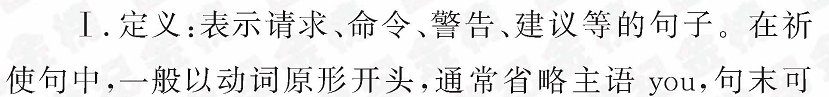 Ⅰ.定义:表示请求、命令、警告、建议等的句子。在祈
使句中,一般以动词原形开头,通常省略主语 you,句末可